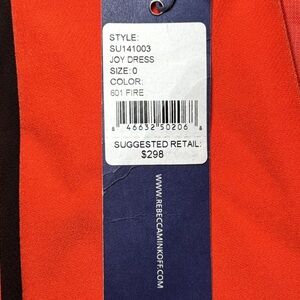 STYLE:
SU141003
JOY DRESS
SIZE: 0
COLOR:
601 FIRE
8 46632 50206 8
SUGGESTED RETAIL:
$298
WWW.REBECCAMINKOFF.COM